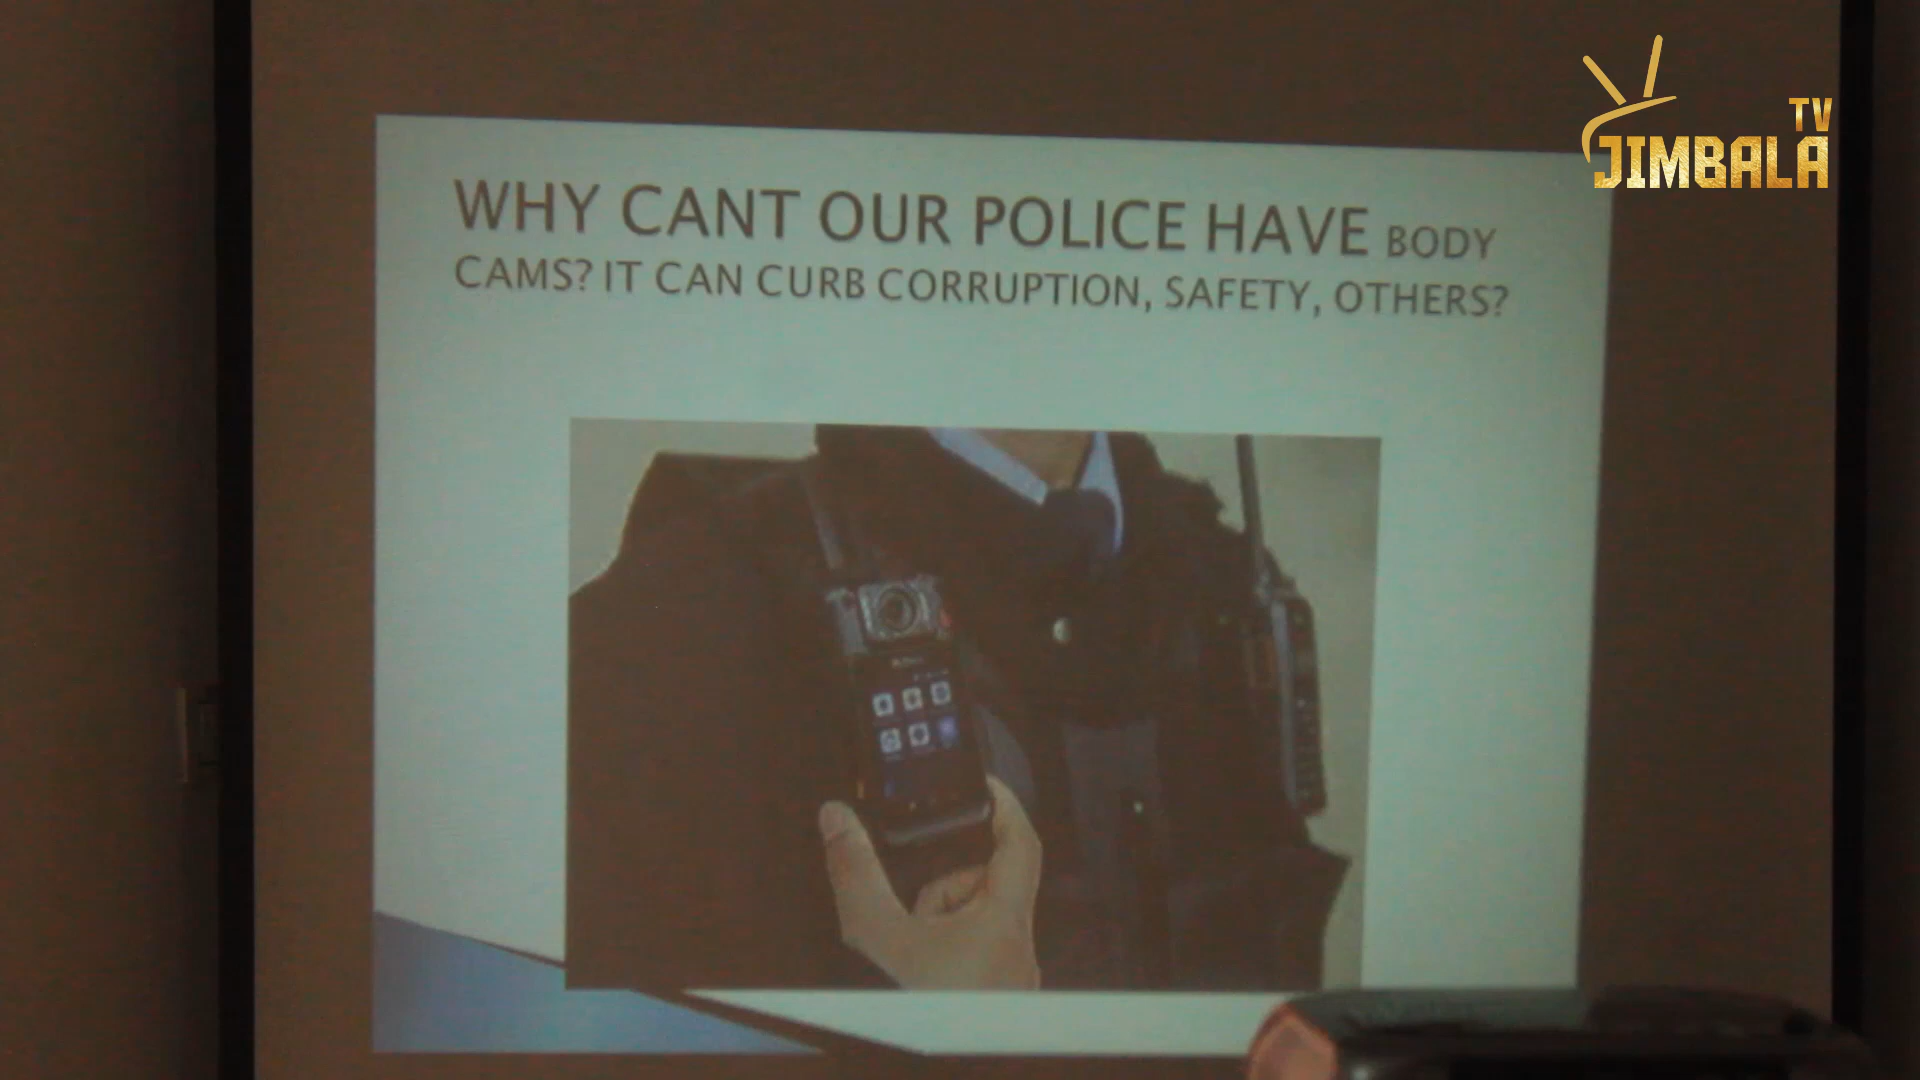 TV
JIMBALA
WHY CANT OUR POLICE HAVE BODY
CAMS? IT CAN CURB CORRUPTION, SAFETY, OTHERS?